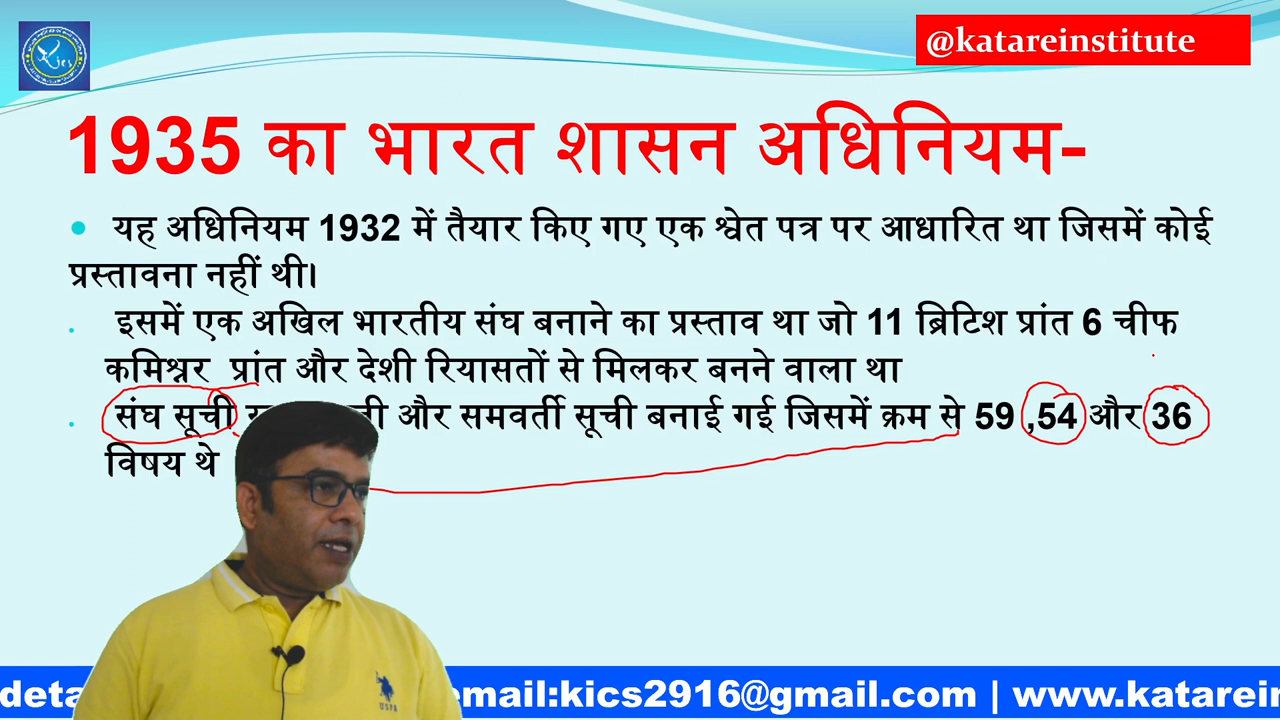 @katareinstitute
1935 का भारत शासन अधिनियम-
यह अधिनियम 1932 में तैयार किए गए एक श्वेत पत्र पर आधारित था जिसमें कोई
प्रस्तावना नहीं थी।
इसमें एक अखिल भारतीय संघ बनाने का प्रस्ताव था जो 11 ब्रिटिश प्रांत 6 चीफ
कमिश्नर प्रांत और देशी रियासतों से मिलकर बनने वाला था
संघ सूची और समवर्ती सूची बनाई गई जिसमें क्रम से 59 ,54 और 36
विषय थे
email:kics2916@gmail.com | www.katarein